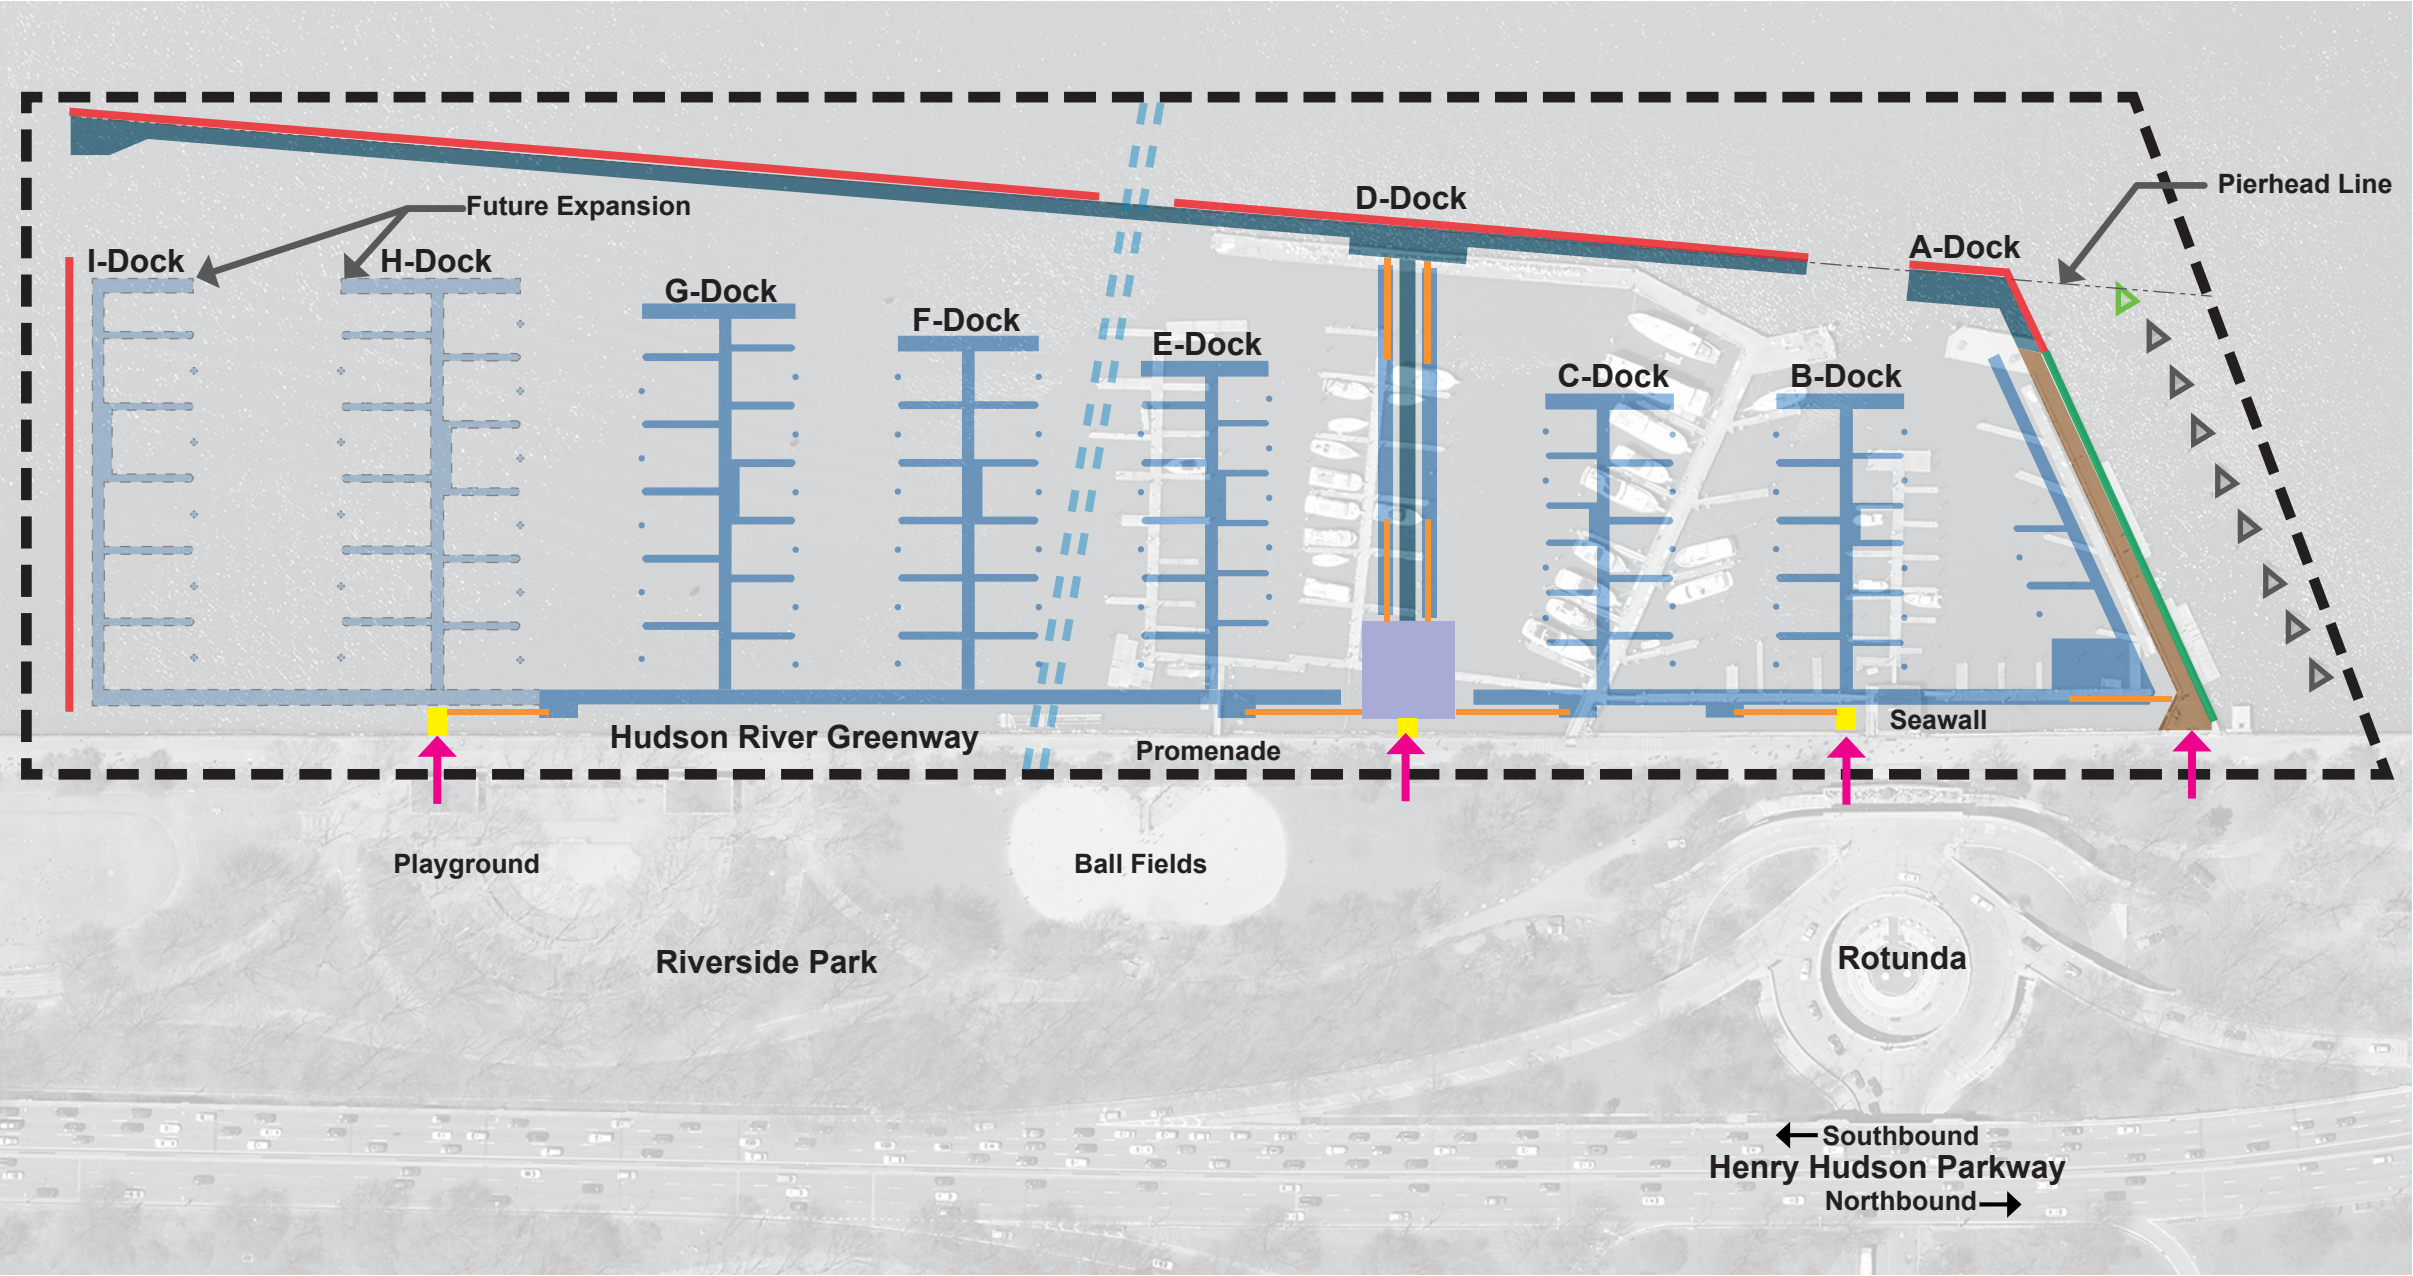 D-Dock
Pierhead Line
Future Expansion
A-Dock
I-Dock
H-Dock
G-Dock
F-Dock
E-Dock
C-Dock
B-Dock
Seawall
Hudson River Greenway
Promenade
Playground
Ball Fields
Riverside Park
Rotunda
Southbound
Henry Hudson Parkway
Northbound